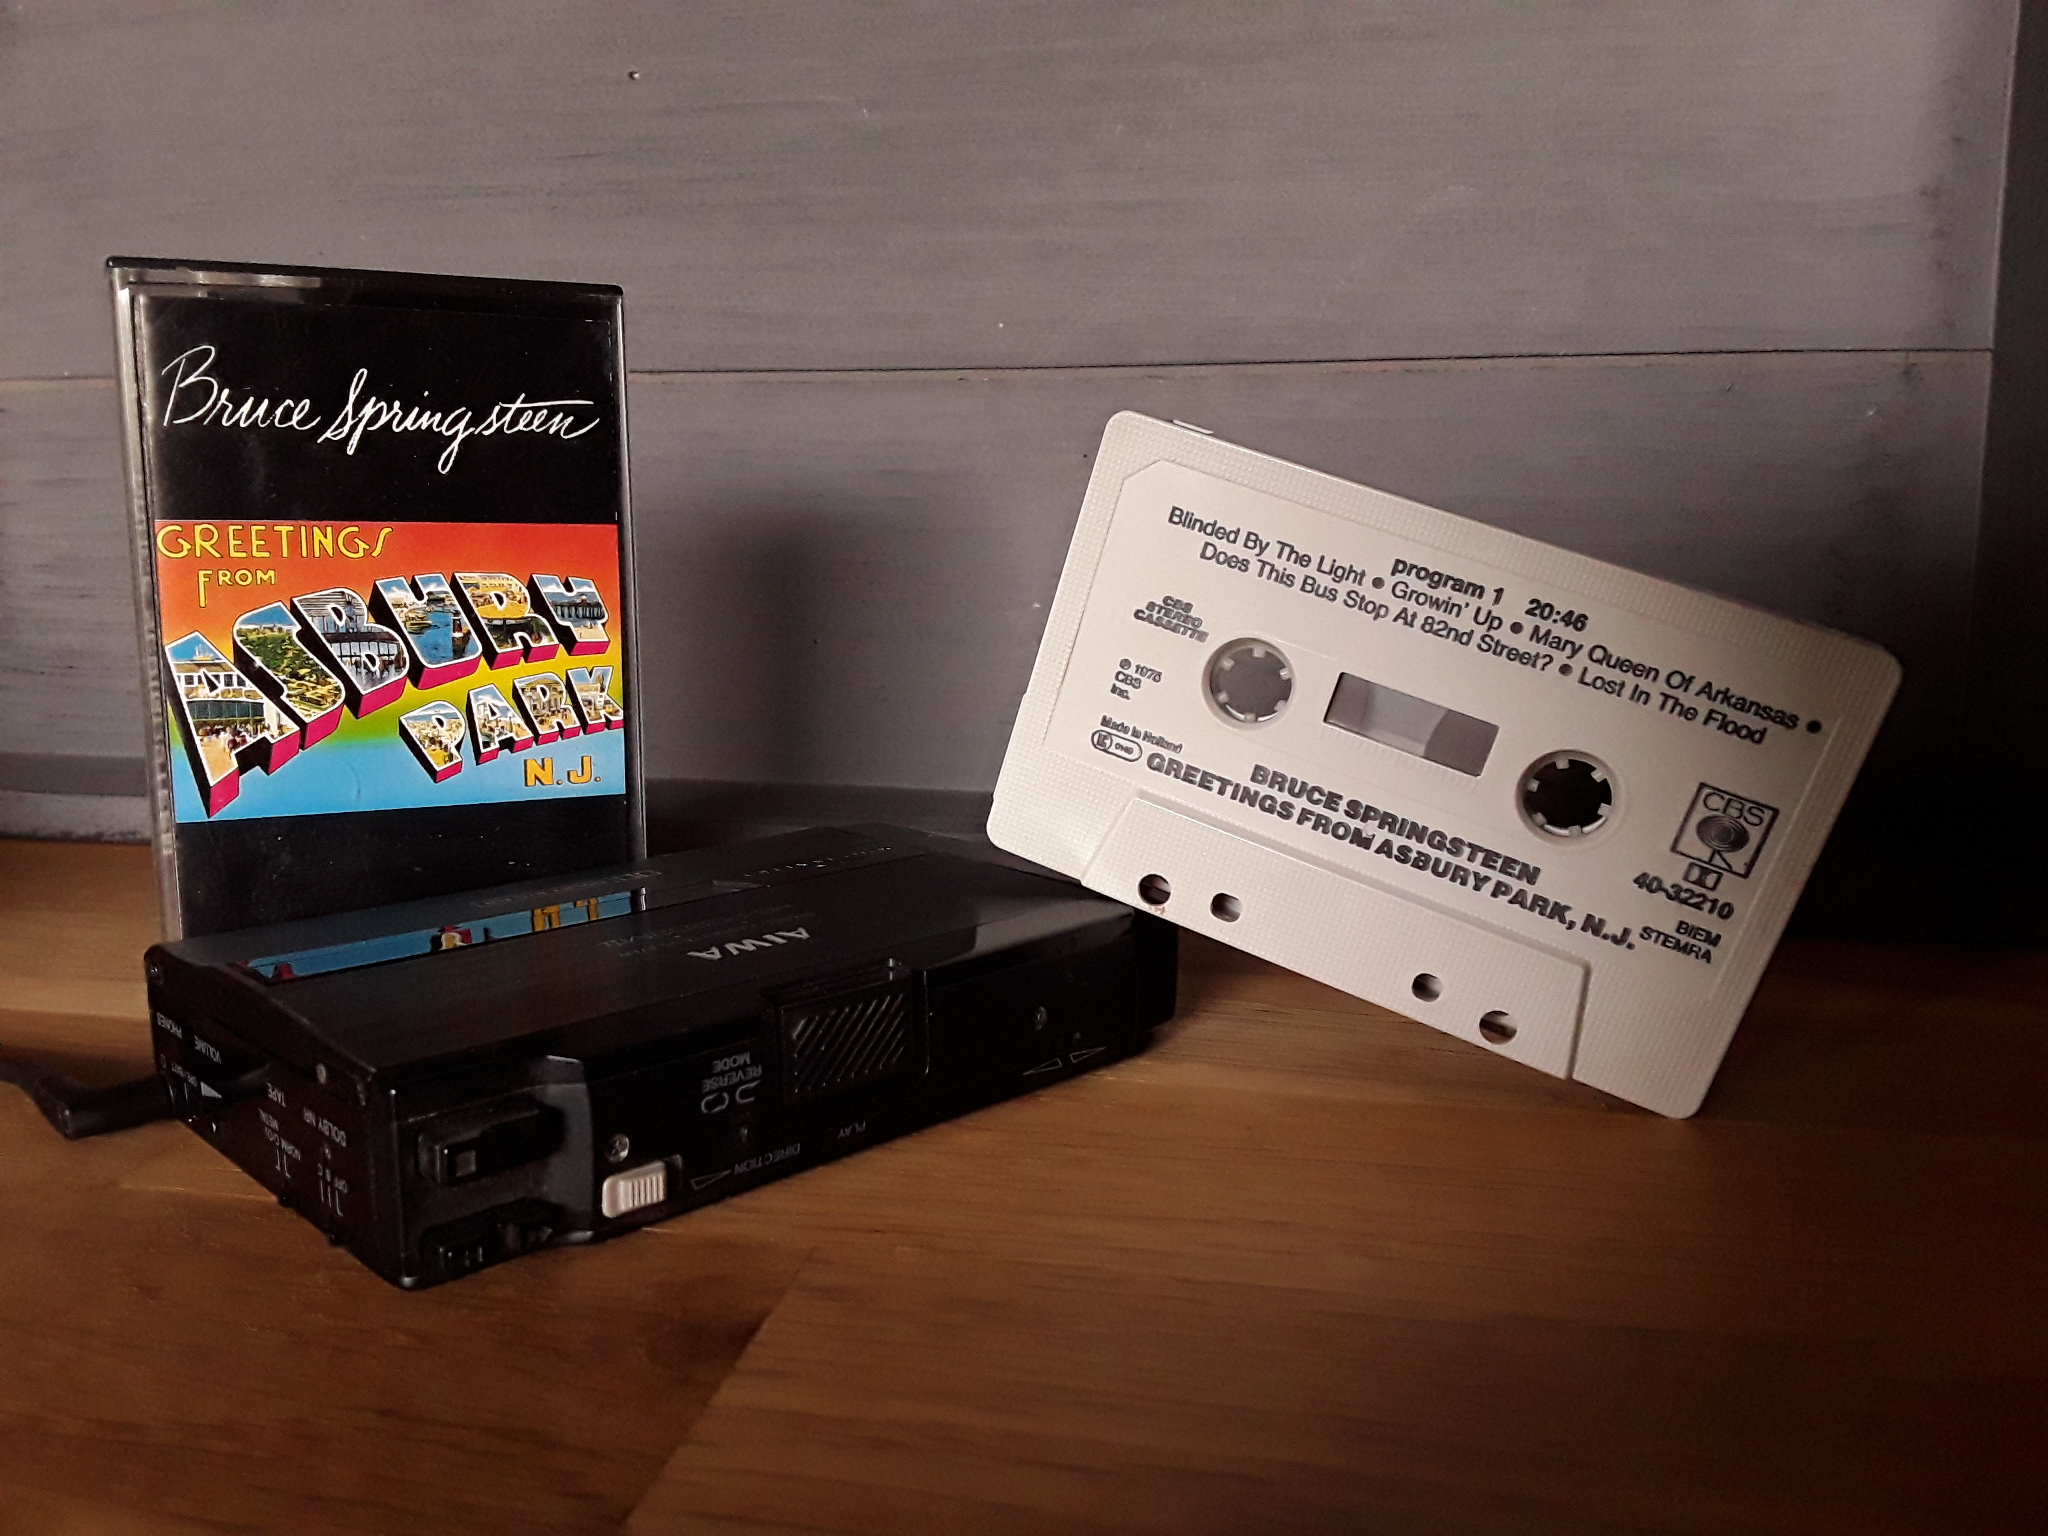 Bruce Springsteen
GREETINGS
FROM
ASBURY
PARK
N.J.
program 1 20:46
Blinded By The Light • Growin' Up • Mary Queen Of Arkansas •
Does This Bus Stop At 82nd Street? • Lost In The Flood
CBS
STEREO
CASSETTE
℗ 1973
CBS
Inc.
Made in Holland
BRUCE SPRINGSTEEN
GREETINGS FROM ASBURY PARK, N.J.
CBS
40-32210
BIEM
STEMRA
AIWA
PHONES
VOLUME
TAPE
DOLBY NR
OFF B C
REVERSE
MODE
DIRECTION
PLAY